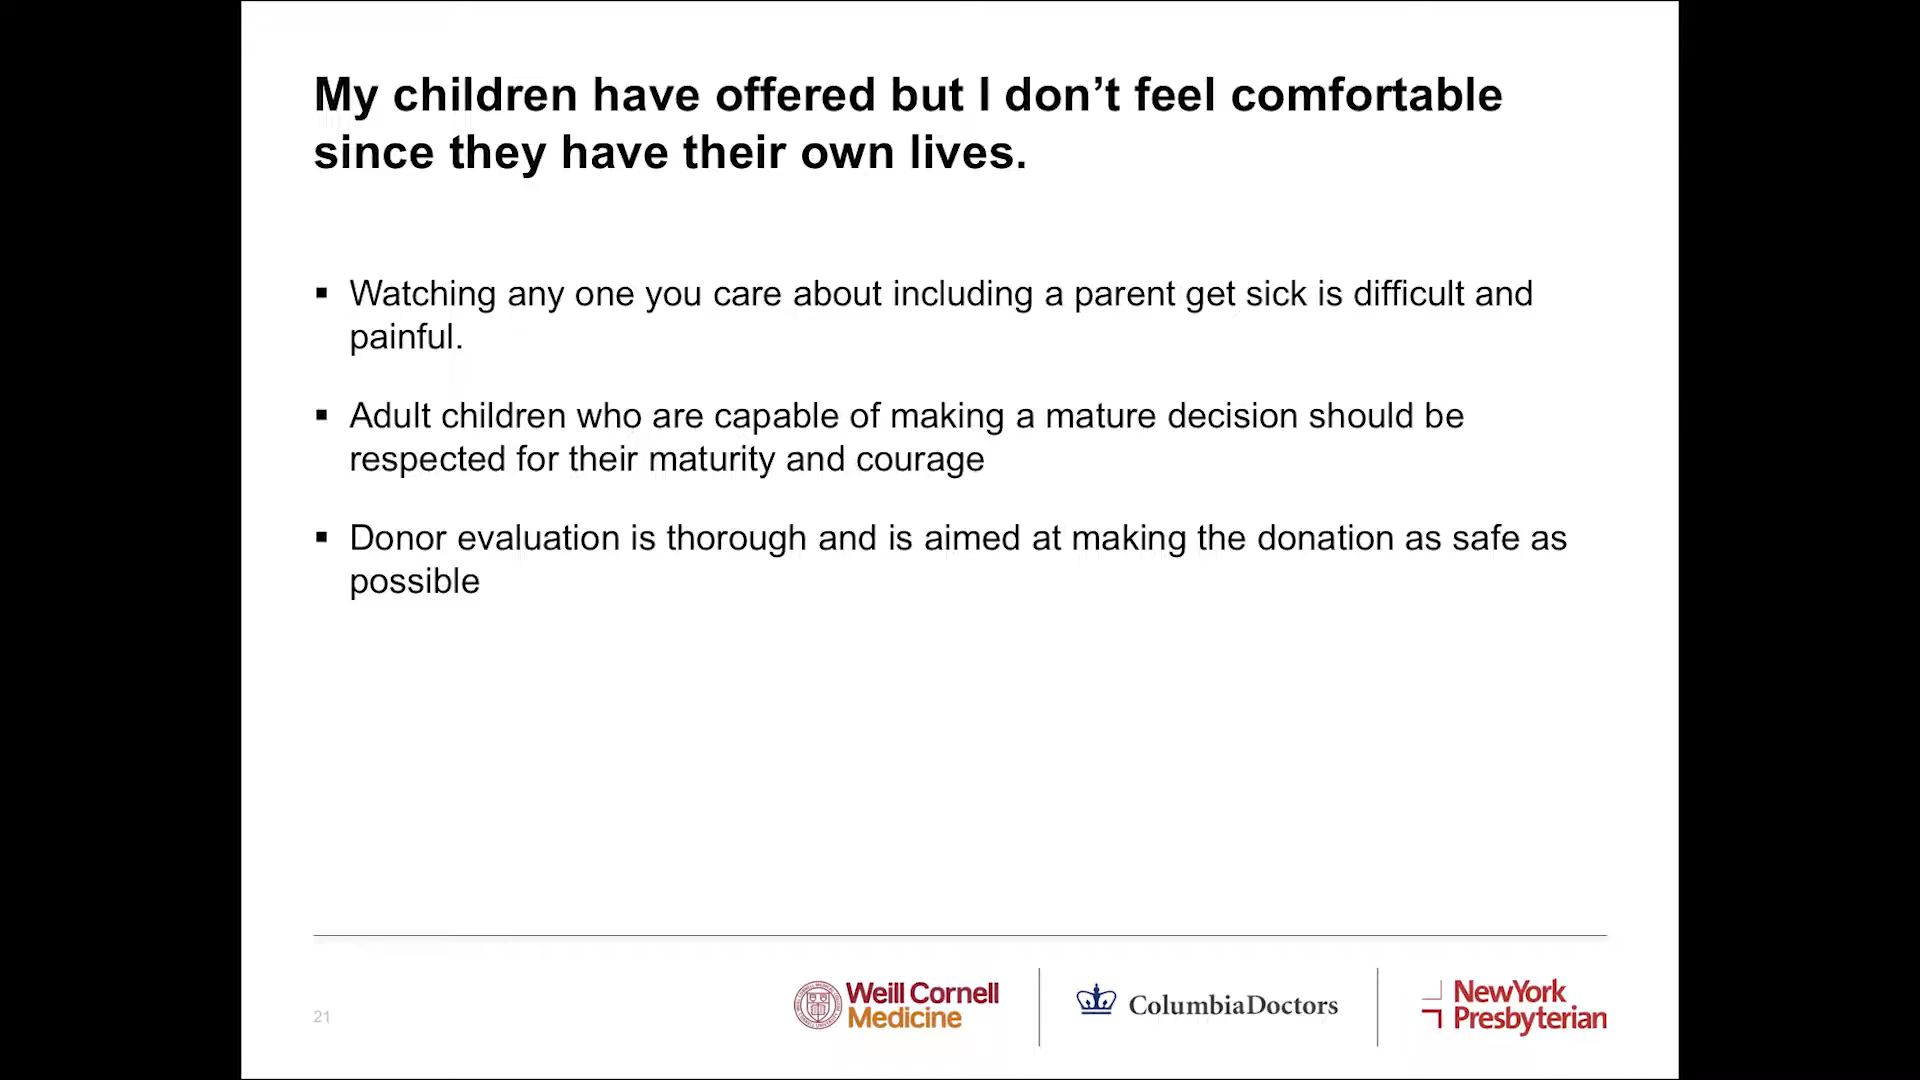 My children have offered but I don’t feel comfortable
since they have their own lives.
▪ Watching any one you care about including a parent get sick is difficult and
painful.
▪ Adult children who are capable of making a mature decision should be
respected for their maturity and courage
▪ Donor evaluation is thorough and is aimed at making the donation as safe as
possible
21
Weill Cornell
Medicine
ColumbiaDoctors
NewYork
Presbyterian